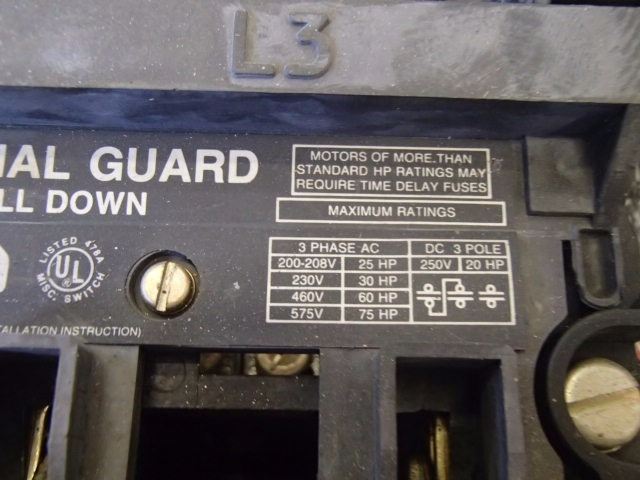 L3
NAL GUARD
LL DOWN
MOTORS OF MORE.THAN
STANDARD HP RATINGS MAY
REQUIRE TIME DELAY FUSES
MAXIMUM RATINGS
LISTED 478A
UL
MISC. SWITCH
3 PHASE AC DC 3 POLE
200-208V 25 HP 250V 20 HP
230V 30 HP
460V 60 HP
575V 75 HP
TALLATION INSTRUCTION)